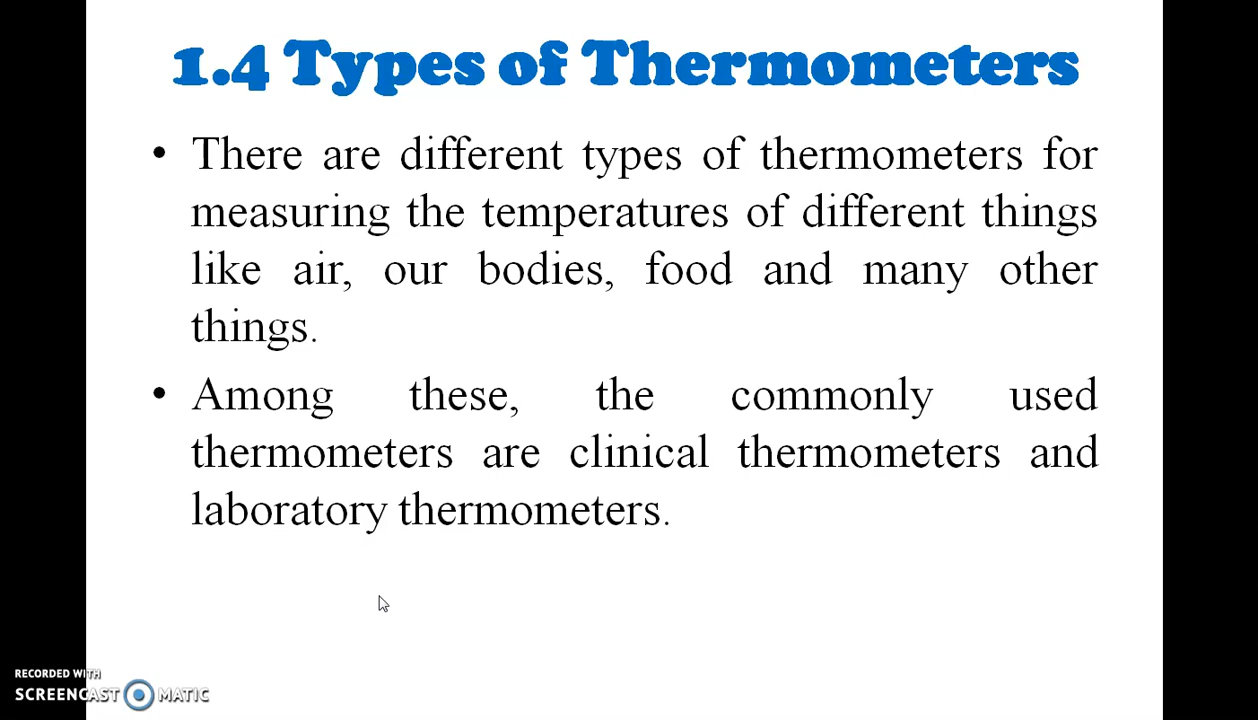 1.4 Types of Thermometers
• There are different types of thermometers for
measuring the temperatures of different things
like air, our bodies, food and many other
things.
• Among these, the commonly used
thermometers are clinical thermometers and
laboratory thermometers.
RECORDED WITH
SCREENCAST MATIC